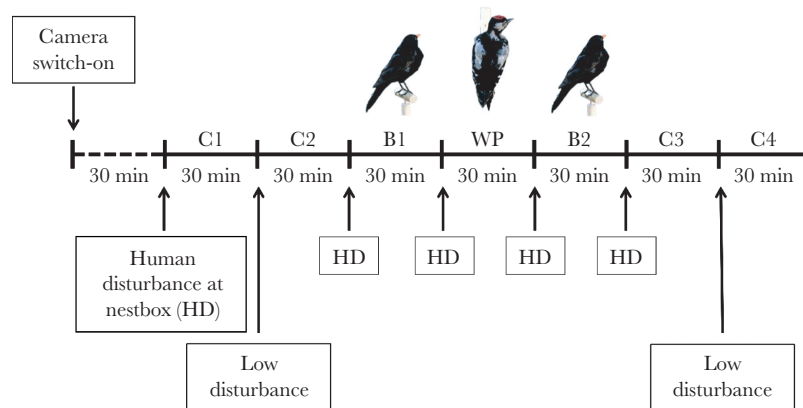 Camera
switch-on
C1 C2 B1 WP B2 C3 C4
30 min 30 min 30 min 30 min 30 min 30 min 30 min 30 min
Human
disturbance at
nestbox (HD)
HD HD HD HD
Low
disturbance
Low
disturbance